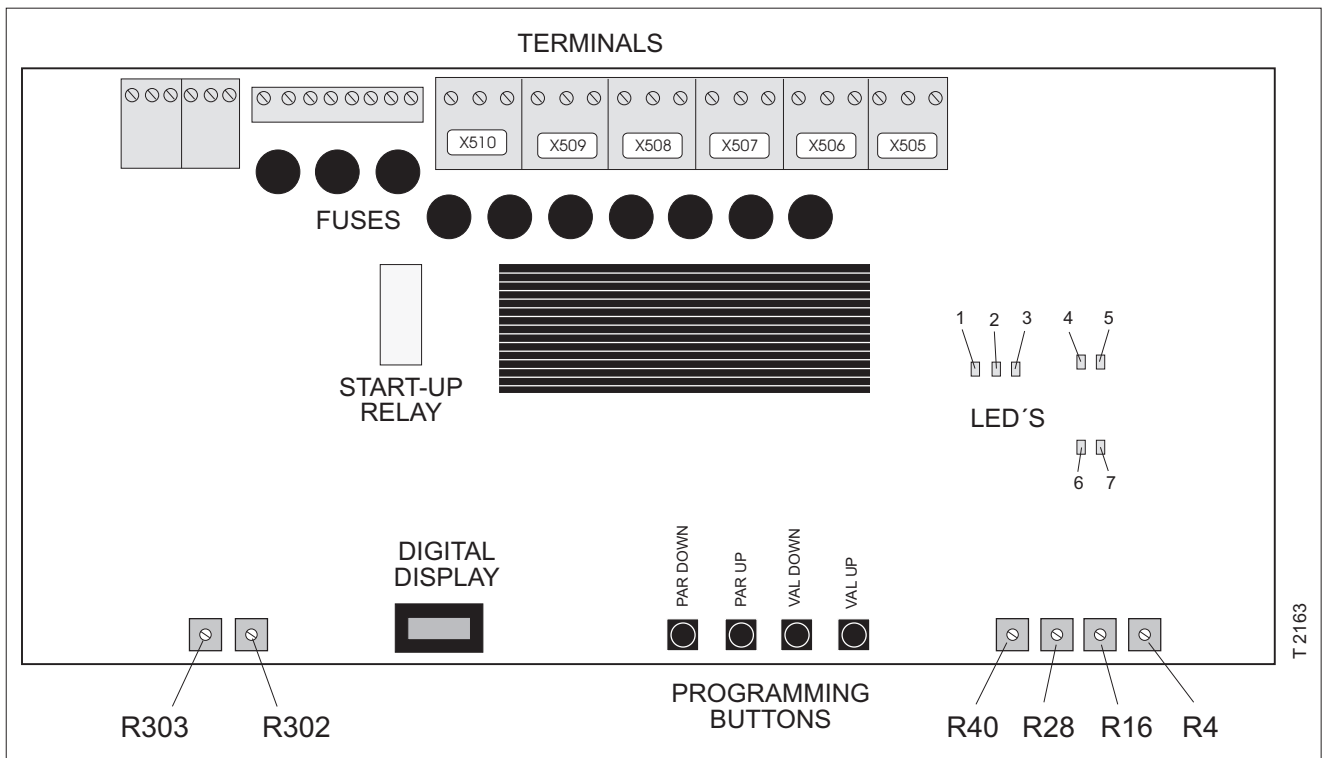 TERMINALS
X510 X509 X508 X507 X506 X505
FUSES
START-UP
RELAY
1 2 3 4 5
LED´S
6 7
DIGITAL
DISPLAY
PAR DOWN
PAR UP
VAL DOWN
VAL UP
T 2163
PROGRAMMING
BUTTONS
R303 R302 R40 R28 R16 R4